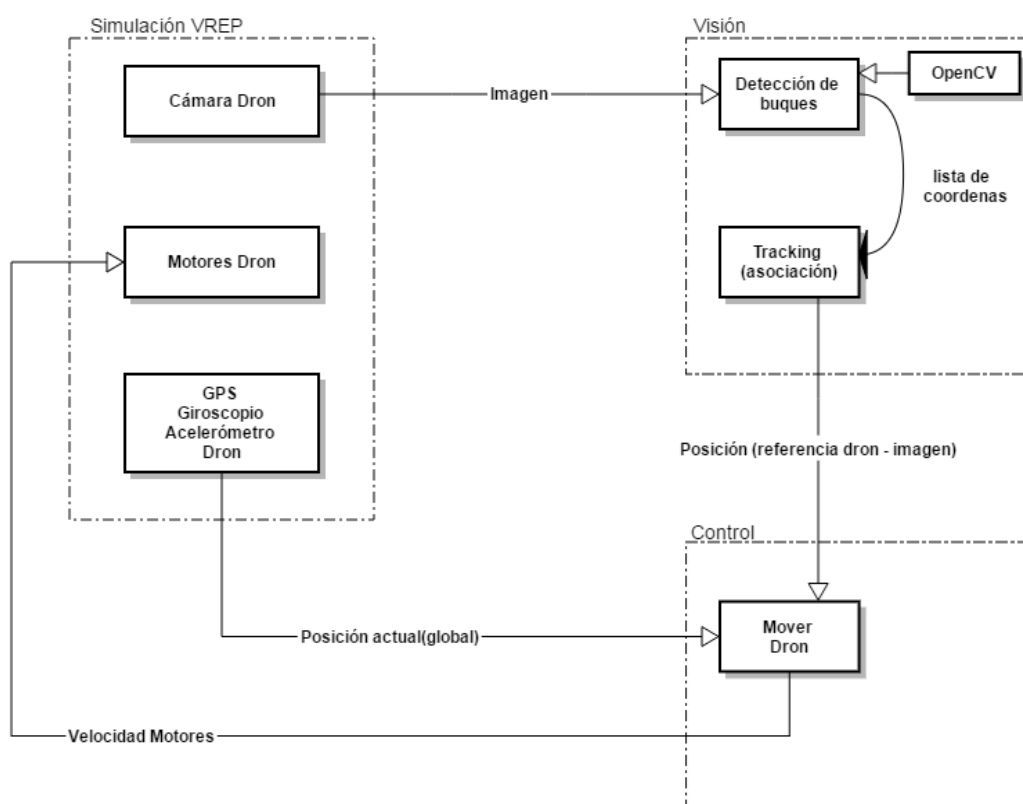 Simulación VREP
Visión
Cámara Dron
Imagen
Detección de
buques
OpenCV
lista de
coordenas
Motores Dron
Tracking
(asociación)
GPS
Giroscopio
Acelerómetro
Dron
Posición (referencia dron - imagen)
Control
Posición actual(global)
Mover
Dron
Velocidad Motores